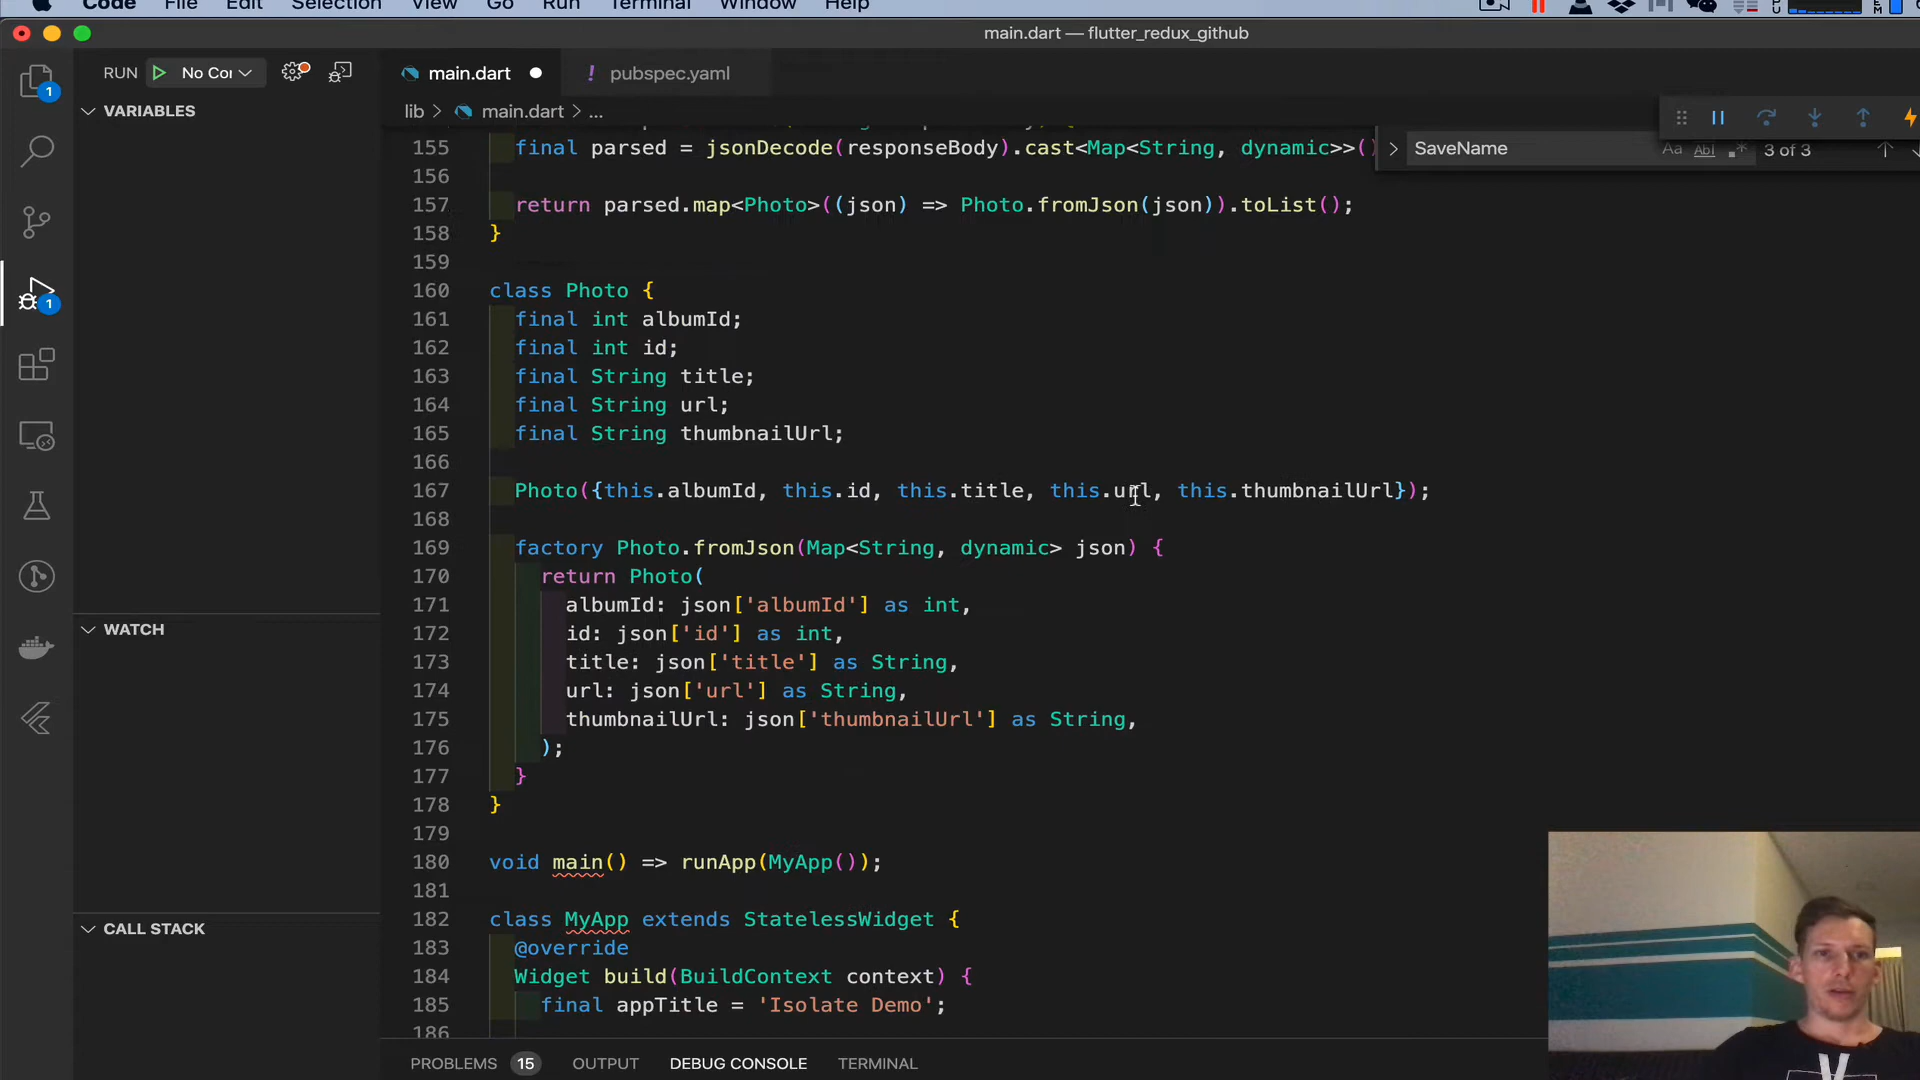 Code File Edit Selection View Go Run Terminal Window Help
main.dart — flutter_redux_github
RUN No Cor
main.dart
! pubspec.yaml
1
VARIABLES
lib > main.dart > ...
SaveName
Aa Abl 3 of 3
155 final parsed = jsonDecode(responseBody).cast<Map<String, dynamic>>()
156
157 return parsed.map<Photo>((json) => Photo.fromJson(json)).toList();
158 }
159
160 class Photo {
161 final int albumId;
162 final int id;
163 final String title;
164 final String url;
165 final String thumbnailUrl;
166
167 Photo({this.albumId, this.id, this.title, this.url, this.thumbnailUrl});
168
169 factory Photo.fromJson(Map<String, dynamic> json) {
170 return Photo(
171 albumId: json['albumId'] as int,
172 id: json['id'] as int,
173 title: json['title'] as String,
174 url: json['url'] as String,
175 thumbnailUrl: json['thumbnailUrl'] as String,
176 );
177 }
178 }
179
180 void main() => runApp(MyApp());
181
182 class MyApp extends StatelessWidget {
183 @override
184 Widget build(BuildContext context) {
185 final appTitle = 'Isolate Demo';
186
1
WATCH
CALL STACK
PROBLEMS 15 OUTPUT DEBUG CONSOLE TERMINAL